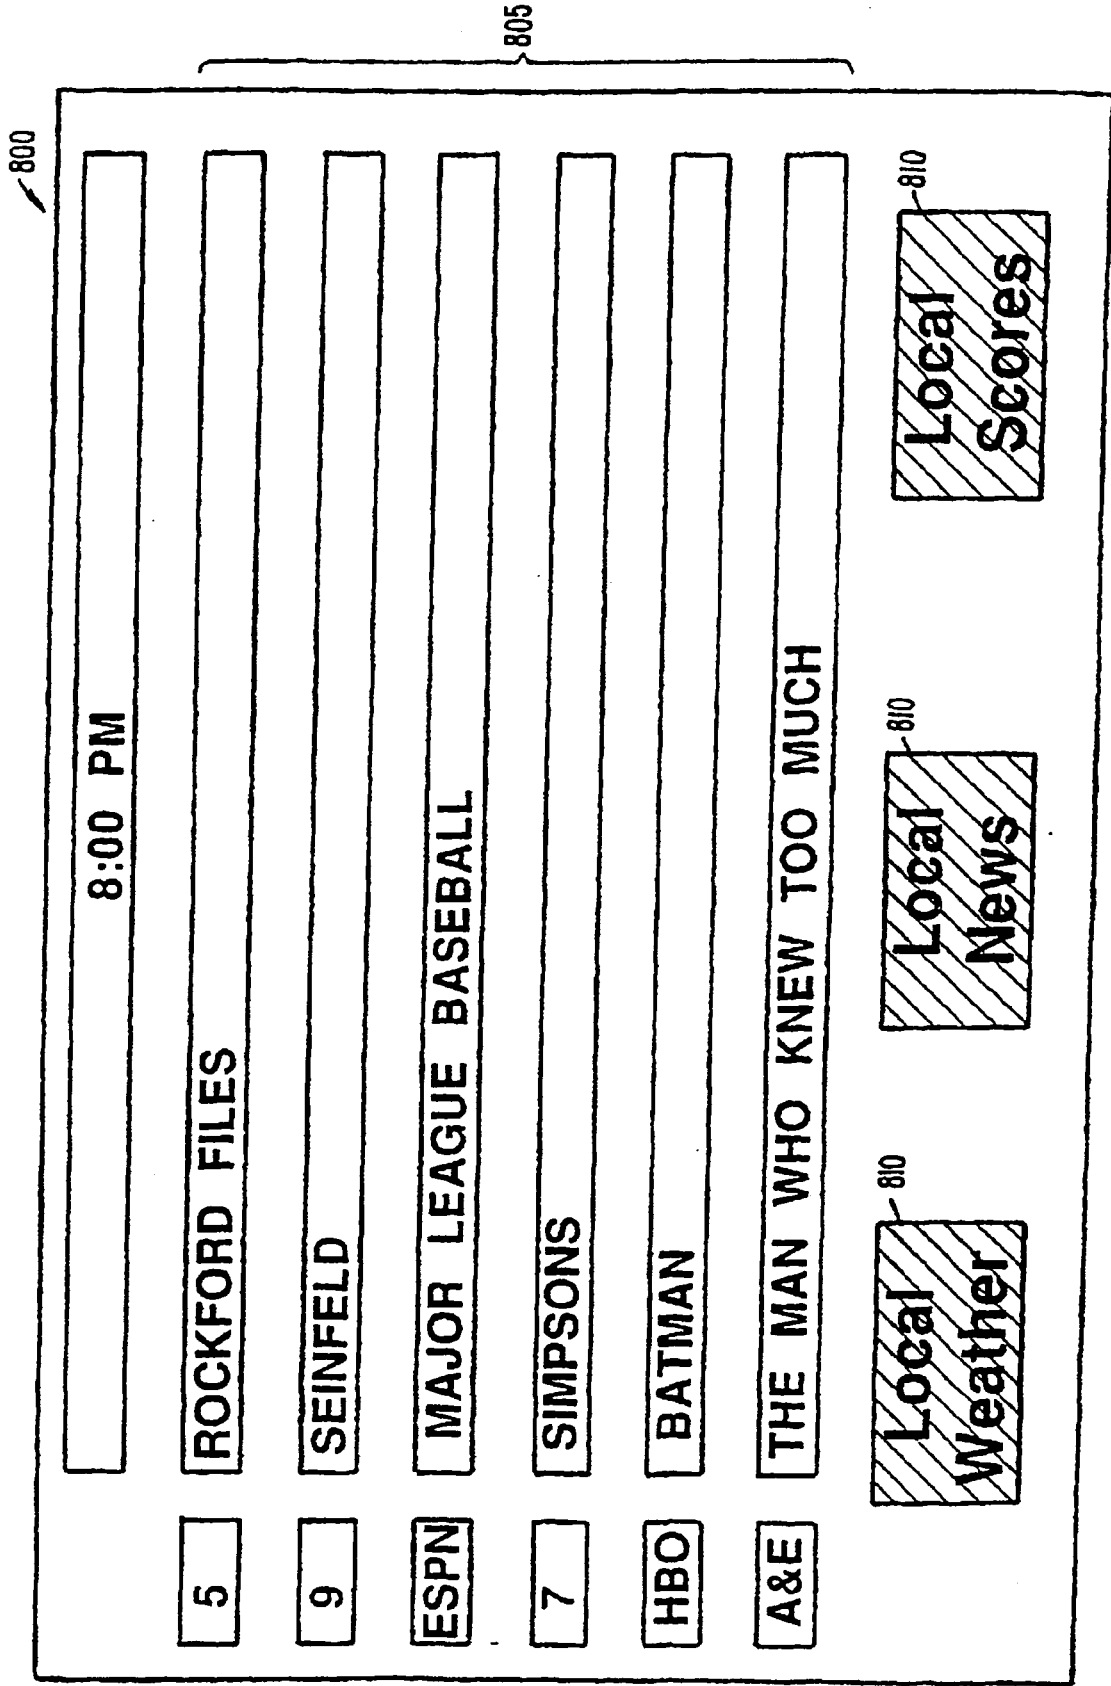 800
8:00 PM
805
5 ROCKFORD FILES
9 SEINFELD
ESPN MAJOR LEAGUE BASEBALL
7 SIMPSONS
HBO BATMAN
A&E THE MAN WHO KNEW TOO MUCH
810
810
810
Local
Weather
Local
News
Local
Scores